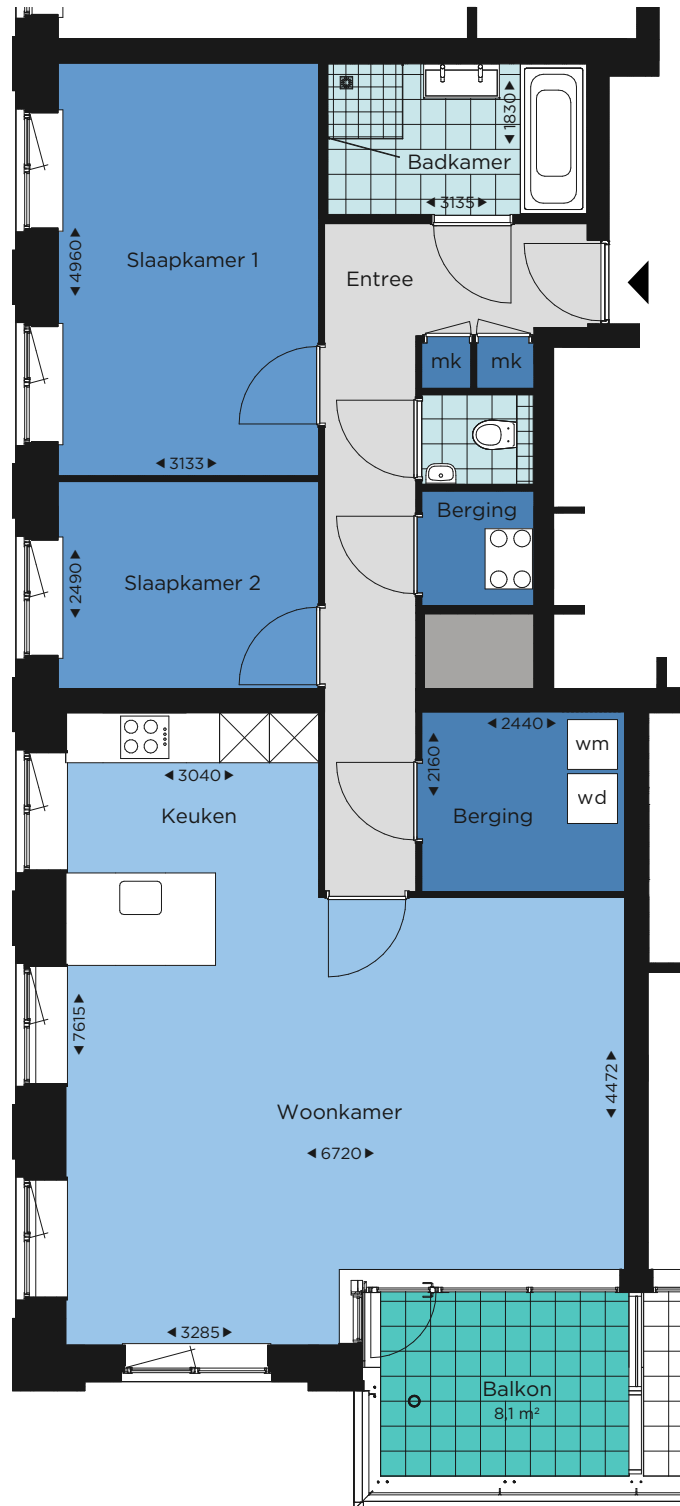 1830
Badkamer
3135
4960
Slaapkamer 1
Entree
mk
mk
3133
Berging
2490
Slaapkamer 2
2440
2160
wm
3040
wd
Keuken
Berging
7615
4472
Woonkamer
6720
3285
Balkon
8,1 m²